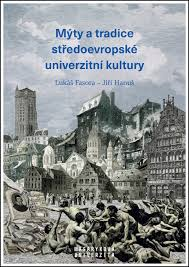 Mýty a tradice
středoevropské
univerzitní kultury
Lukáš Fasora – Jiří Hanuš
MASARYKOVA
UNIVERZITA